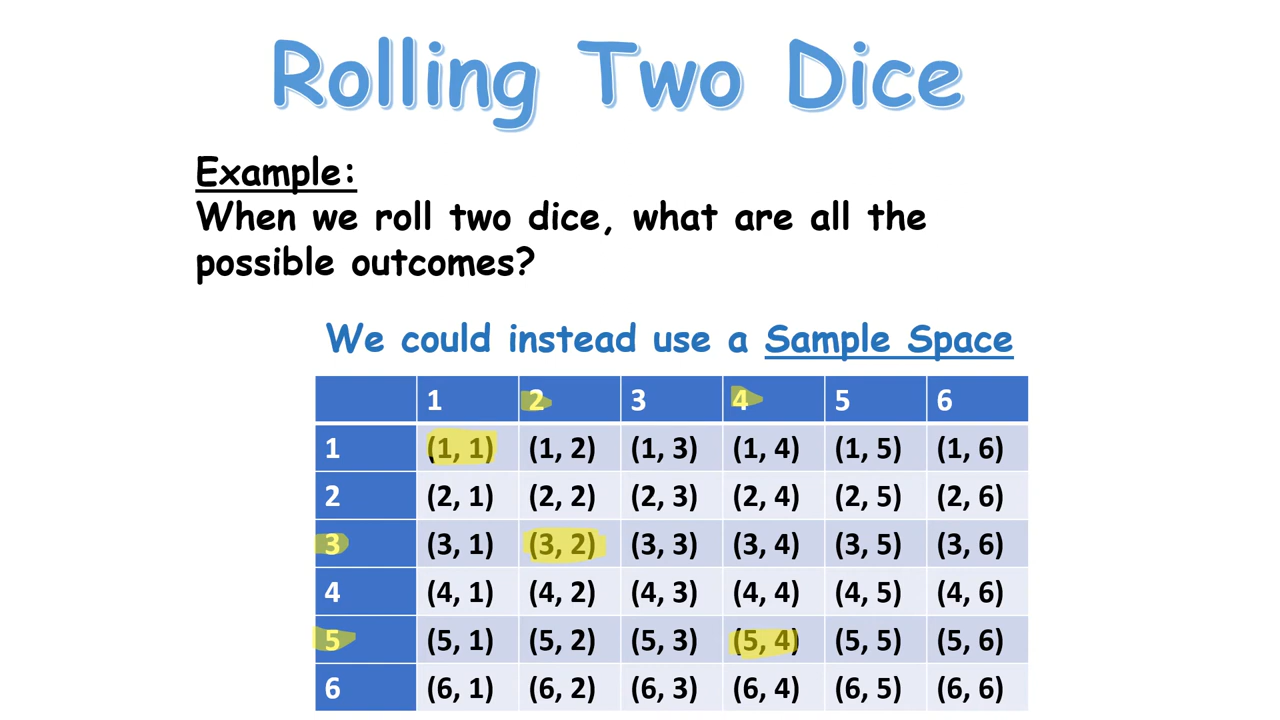 Rolling Two Dice
Example:
When we roll two dice, what are all the
possible outcomes?
We could instead use a Sample Space
1 2 3 4 5 6
1 (1, 1) (1, 2) (1, 3) (1, 4) (1, 5) (1, 6)
2 (2, 1) (2, 2) (2, 3) (2, 4) (2, 5) (2, 6)
3 (3, 1) (3, 2) (3, 3) (3, 4) (3, 5) (3, 6)
4 (4, 1) (4, 2) (4, 3) (4, 4) (4, 5) (4, 6)
5 (5, 1) (5, 2) (5, 3) (5, 4) (5, 5) (5, 6)
6 (6, 1) (6, 2) (6, 3) (6, 4) (6, 5) (6, 6)